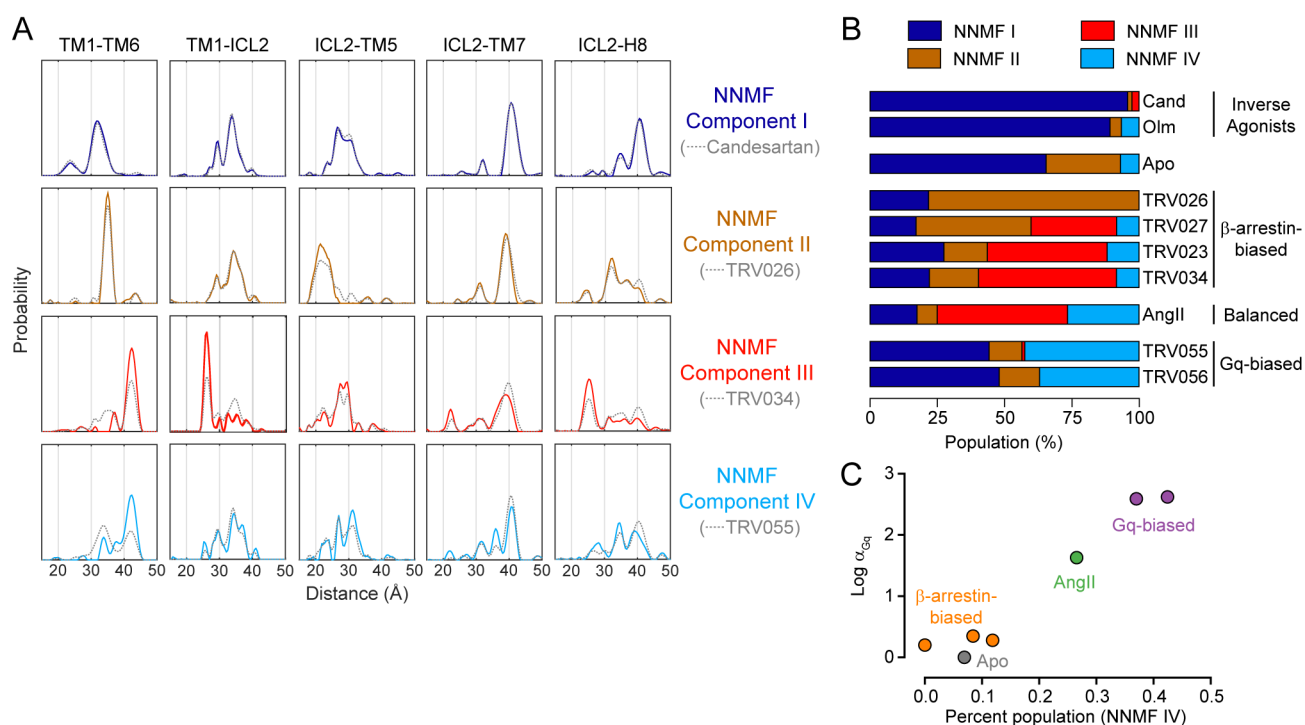 A
TM1-TM6 TM1-ICL2 ICL2-TM5 ICL2-TM7 ICL2-H8
Probability
NNMF
Component I
(----Candesartan)
NNMF
Component II
(----TRV026)
NNMF
Component III
(----TRV034)
NNMF
Component IV
(----TRV055)
20 30 40 50 20 30 40 50 20 30 40 50 20 30 40 50 20 30 40 50
Distance (Å)
B
NNMF I NNMF III
NNMF II NNMF IV
Cand
Olm
Inverse
Agonists
Apo
TRV026
TRV027
TRV023
TRV034
β-arrestin-
biased
AngII Balanced
TRV055
TRV056
Gq-biased
0 25 50 75 100
Population (%)
C
3
2
1
0
Log αGq
Gq-biased
AngII
β-arrestin-
biased
Apo
0.0 0.1 0.2 0.3 0.4 0.5
Percent population (NNMF IV)